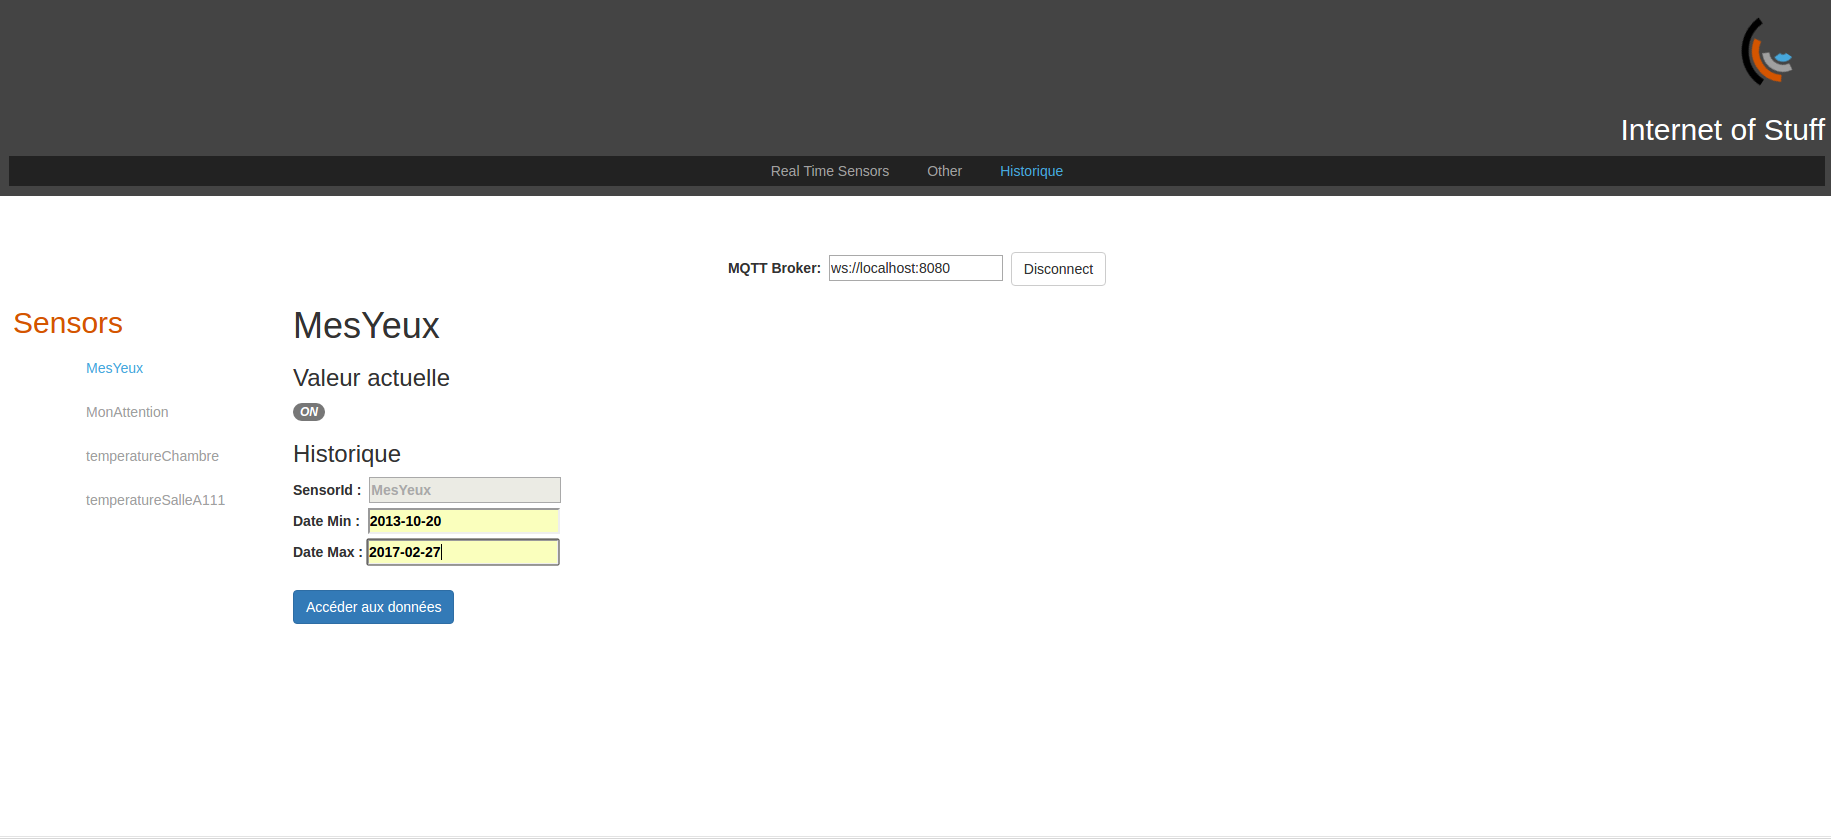 Internet of Stuff
Real Time Sensors Other Historique
MQTT Broker: ws://localhost:8080 Disconnect
Sensors
MesYeux
MonAttention
temperatureChambre
temperatureSalleA111
MesYeux
Valeur actuelle
ON
Historique
SensorId : MesYeux
Date Min : 2013-10-20
Date Max : 2017-02-27
Accéder aux données